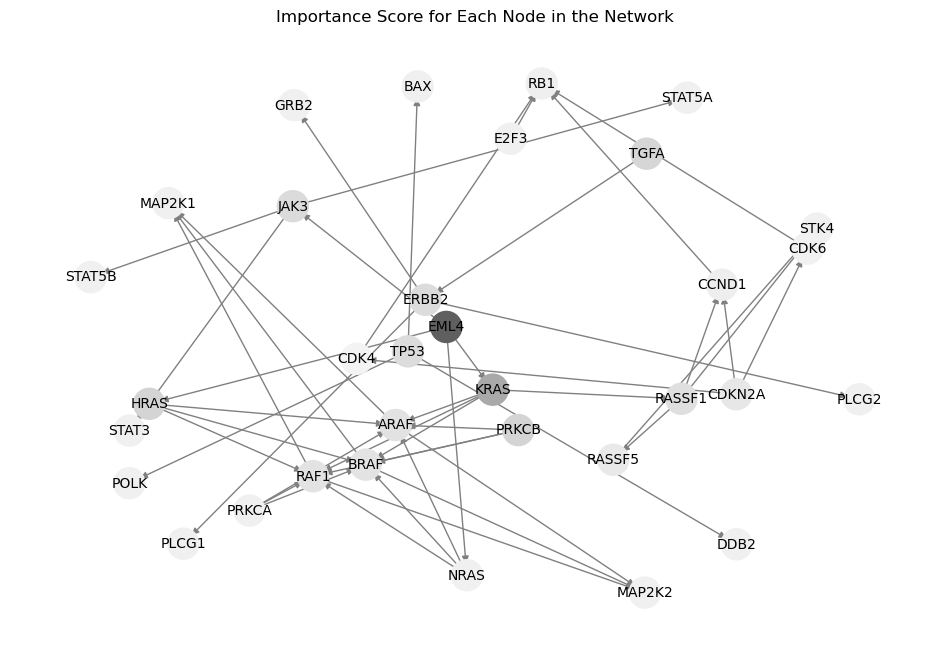 Importance Score for Each Node in the Network
BAX
RB1
STAT5A
GRB2
E2F3
TGFA
MAP2K1
JAK3
STK4
CDK6
STAT5B
CCND1
ERBB2
EML4
CDK4
TP53
KRAS
RASSF1
CDKN2A
PLCG2
HRAS
STAT3
ARAF
PRKCB
BRAF
RASSF5
RAF1
POLK
PRKCA
PLCG1
DDB2
NRAS
MAP2K2